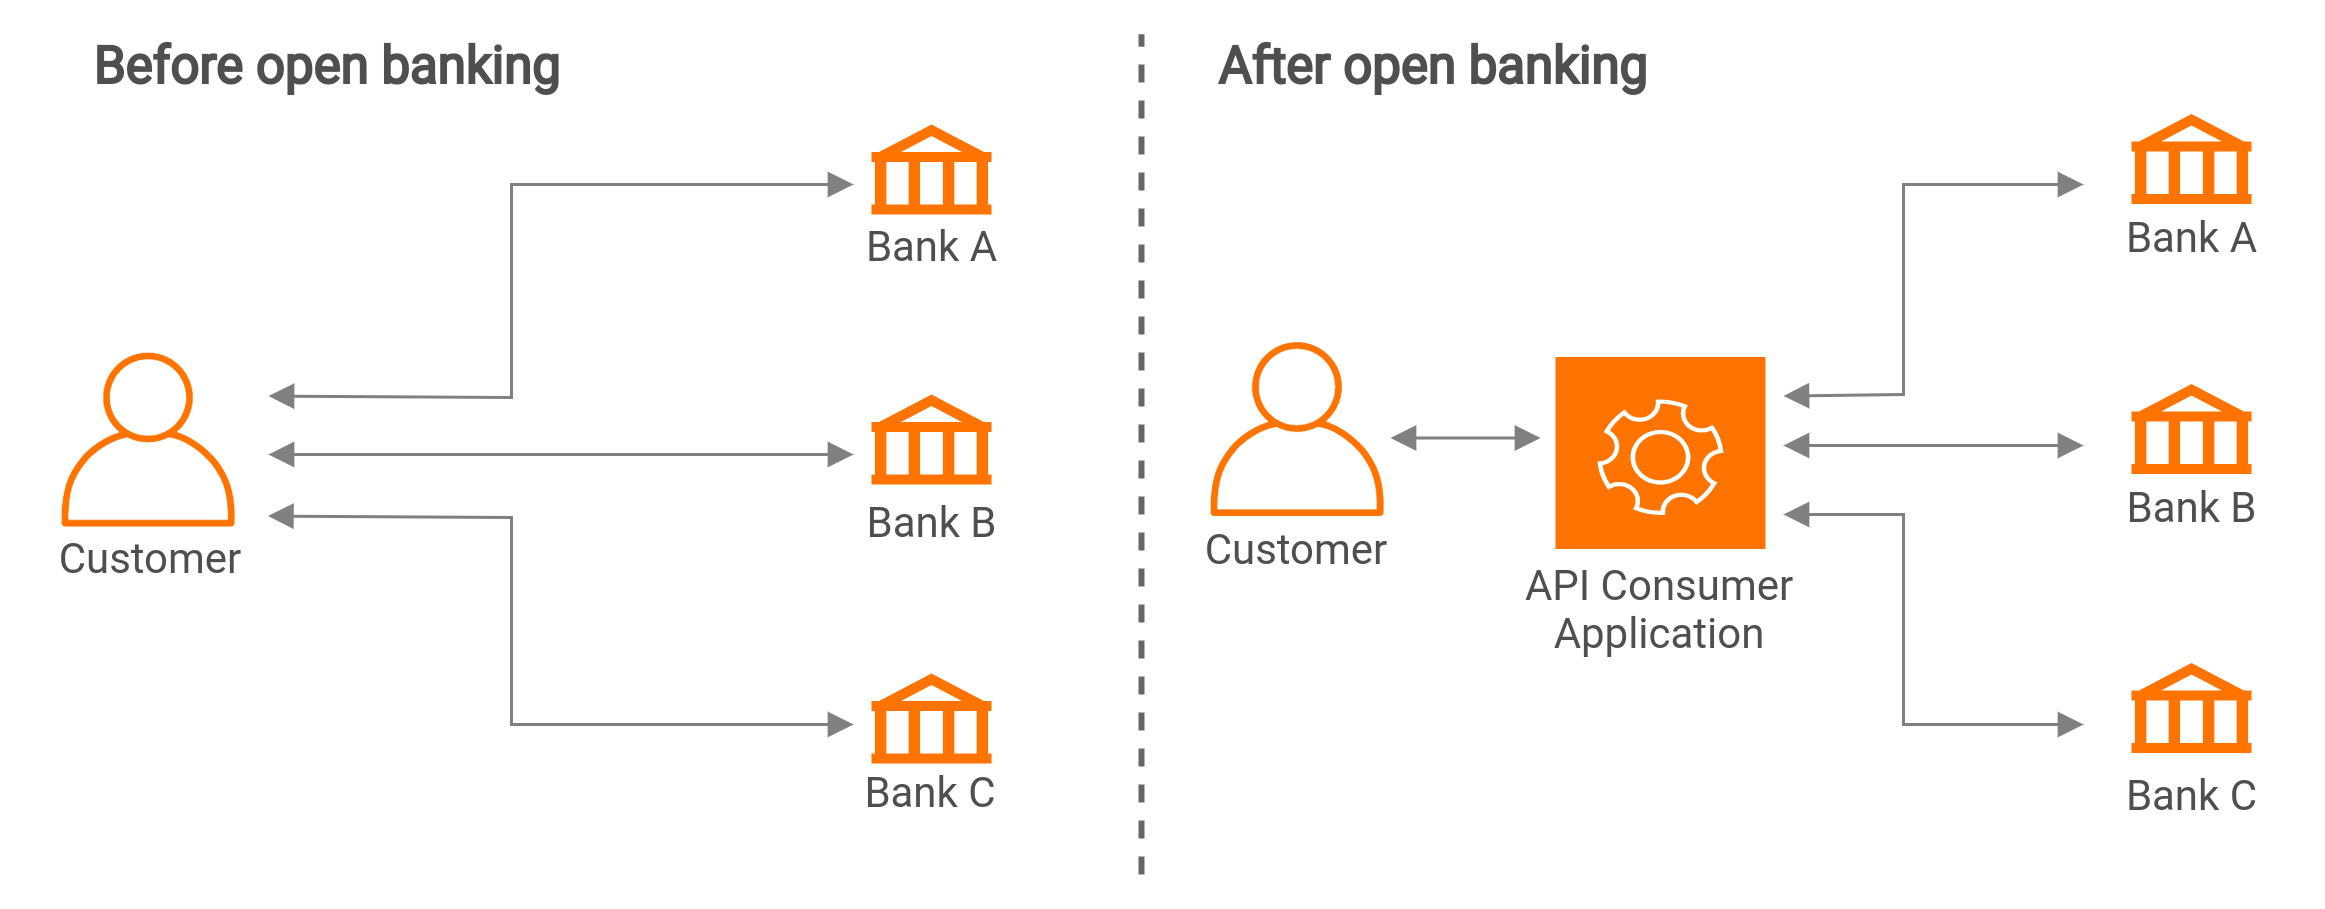 Before open banking
Bank A
Bank B
Customer
Bank C
After open banking
Bank A
Bank B
Customer
API Consumer
Application
Bank C